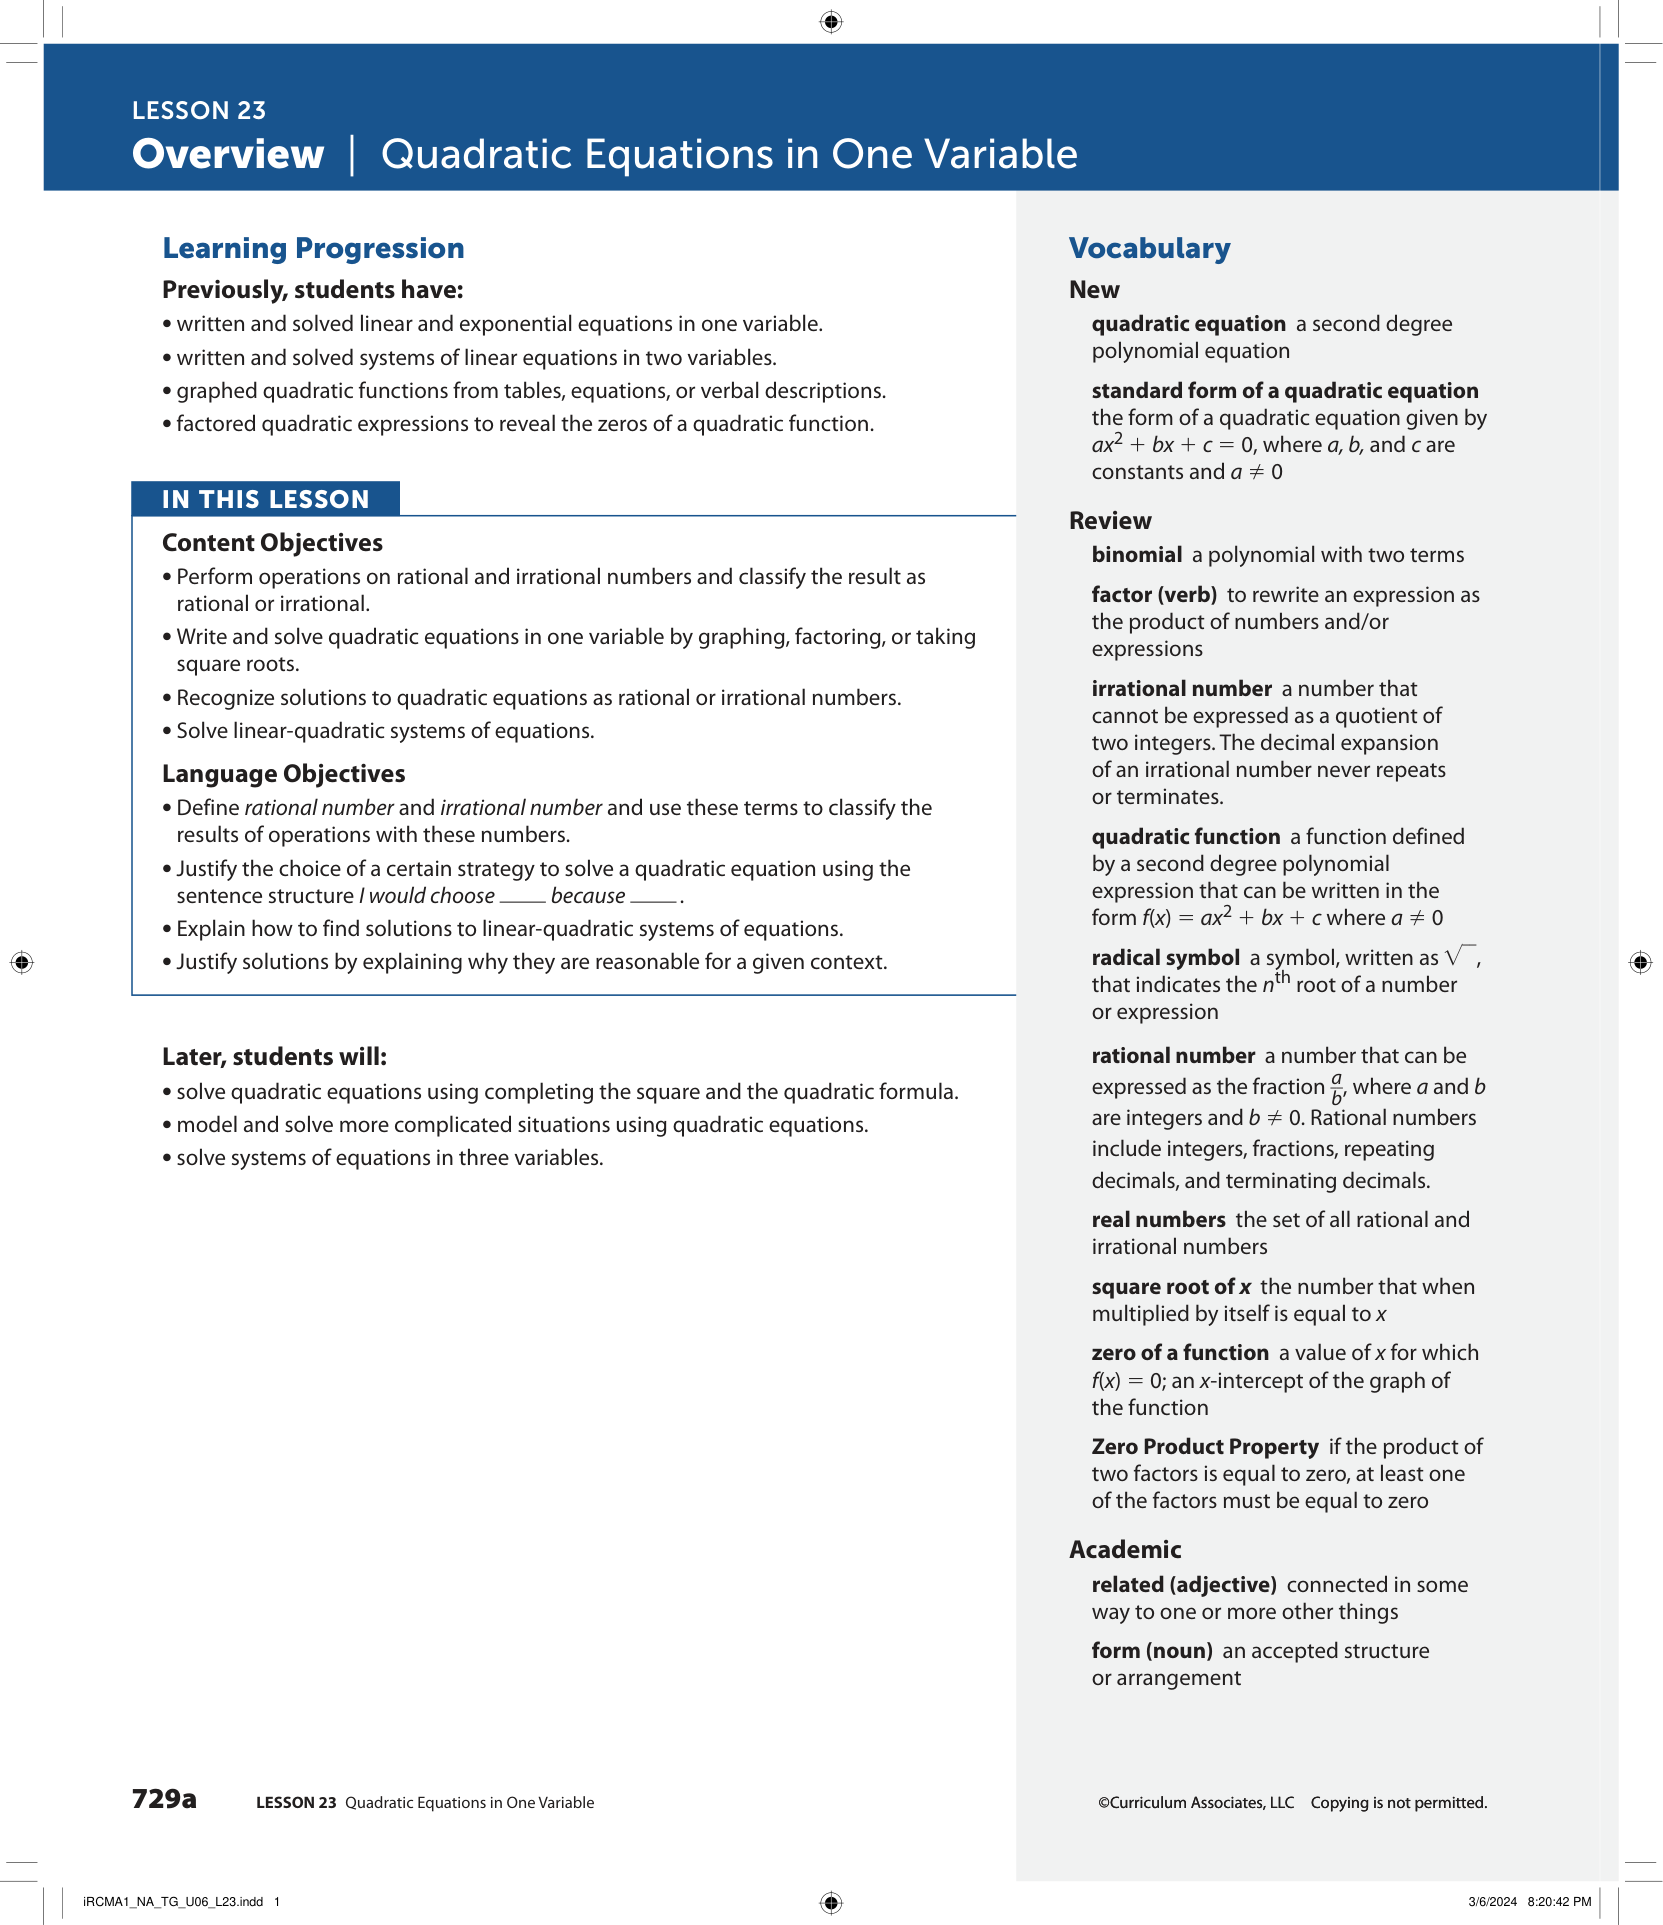 LESSON 23
Overview | Quadratic Equations in One Variable
Learning Progression
Previously, students have:
• written and solved linear and exponential equations in one variable.
• written and solved systems of linear equations in two variables.
• graphed quadratic functions from tables, equations, or verbal descriptions.
• factored quadratic expressions to reveal the zeros of a quadratic function.
IN THIS LESSON
Content Objectives
• Perform operations on rational and irrational numbers and classify the result as
rational or irrational.
• Write and solve quadratic equations in one variable by graphing, factoring, or taking
square roots.
• Recognize solutions to quadratic equations as rational or irrational numbers.
• Solve linear-quadratic systems of equations.
Language Objectives
• Define rational number and irrational number and use these terms to classify the
results of operations with these numbers.
• Justify the choice of a certain strategy to solve a quadratic equation using the
sentence structure I would choose ____ because ____ .
• Explain how to find solutions to linear-quadratic systems of equations.
• Justify solutions by explaining why they are reasonable for a given context.
Later, students will:
• solve quadratic equations using completing the square and the quadratic formula.
• model and solve more complicated situations using quadratic equations.
• solve systems of equations in three variables.
Vocabulary
New
quadratic equation a second degree
polynomial equation
standard form of a quadratic equation
the form of a quadratic equation given by
ax² + bx + c = 0, where a, b, and c are
constants and a ≠ 0
Review
binomial a polynomial with two terms
factor (verb) to rewrite an expression as
the product of numbers and/or
expressions
irrational number a number that
cannot be expressed as a quotient of
two integers. The decimal expansion
of an irrational number never repeats
or terminates.
quadratic function a function defined
by a second degree polynomial
expression that can be written in the
form f(x) = ax² + bx + c where a ≠ 0
radical symbol a symbol, written as √ ,
that indicates the nth root of a number
or expression
rational number a number that can be
expressed as the fraction a/b, where a and b
are integers and b ≠ 0. Rational numbers
include integers, fractions, repeating
decimals, and terminating decimals.
real numbers the set of all rational and
irrational numbers
square root of x the number that when
multiplied by itself is equal to x
zero of a function a value of x for which
f(x) = 0; an x-intercept of the graph of
the function
Zero Product Property if the product of
two factors is equal to zero, at least one
of the factors must be equal to zero
Academic
related (adjective) connected in some
way to one or more other things
form (noun) an accepted structure
or arrangement
729a LESSON 23 Quadratic Equations in One Variable
©Curriculum Associates, LLC Copying is not permitted.
iRCMA1_NA_TG_U06_L23.indd 1
3/6/2024 8:20:42 PM